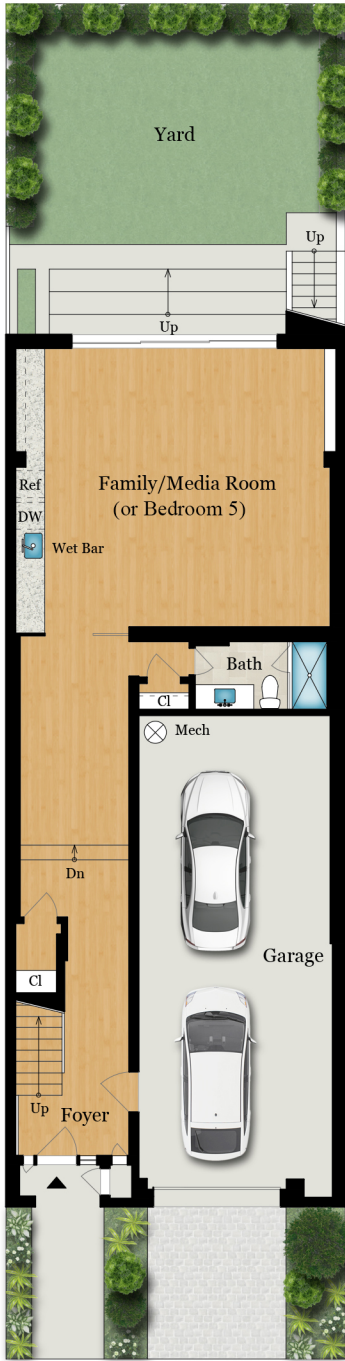 Yard
Up
Up
Family/Media Room
(or Bedroom 5)
Ref
DW
Wet Bar
Bath
Cl
Mech
Dn
Garage
Cl
Up
Foyer